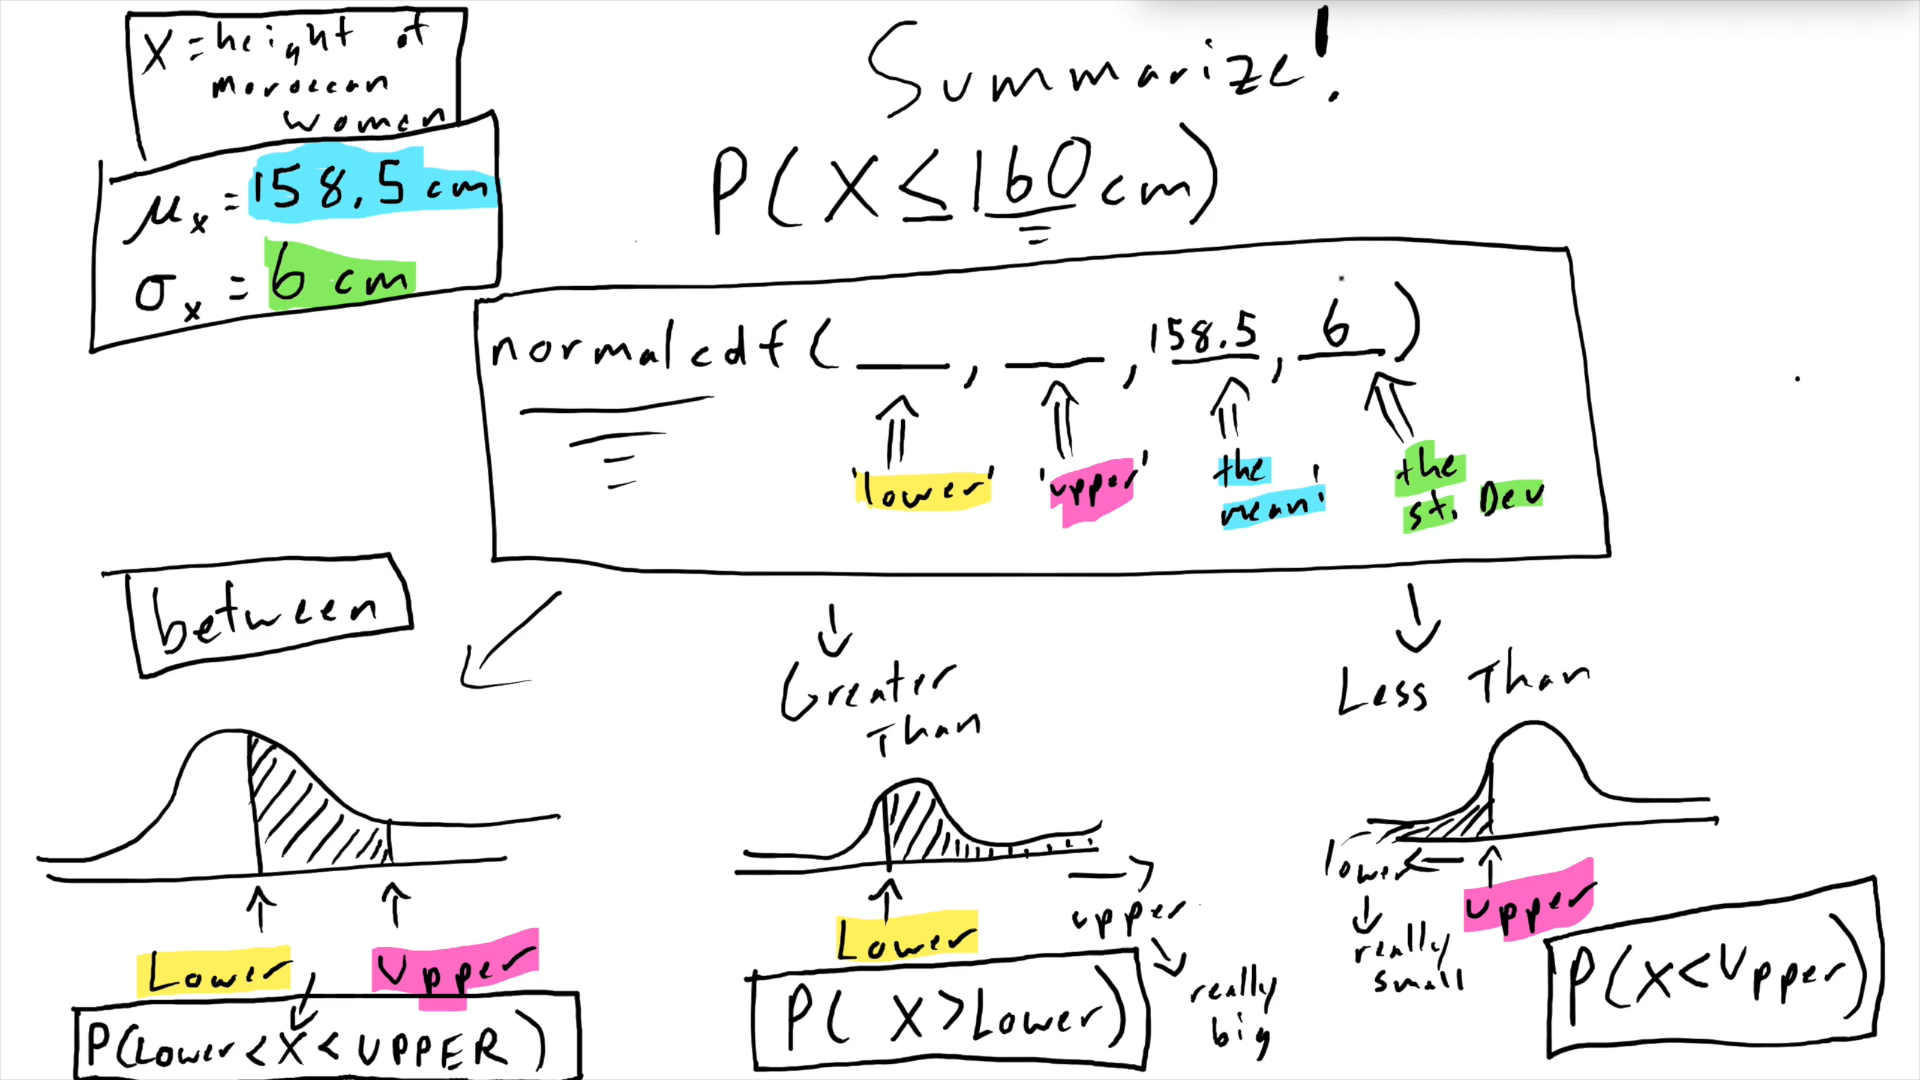 X = height of
moroccan
women
μx = 158.5 cm
σx = 6 cm
Summarize!
P(X ≤ 160 cm)
normalcdf( __, __, 158.5, 6 )
'lower' 'upper' the mean' the st. Dev
between
Greater
Than
Less Than
Lower Upper
P(Lower < X < UPPER)
Lower
upper
really
big
P( X > Lower)
lower
really
small
Upper
P(X < Upper)